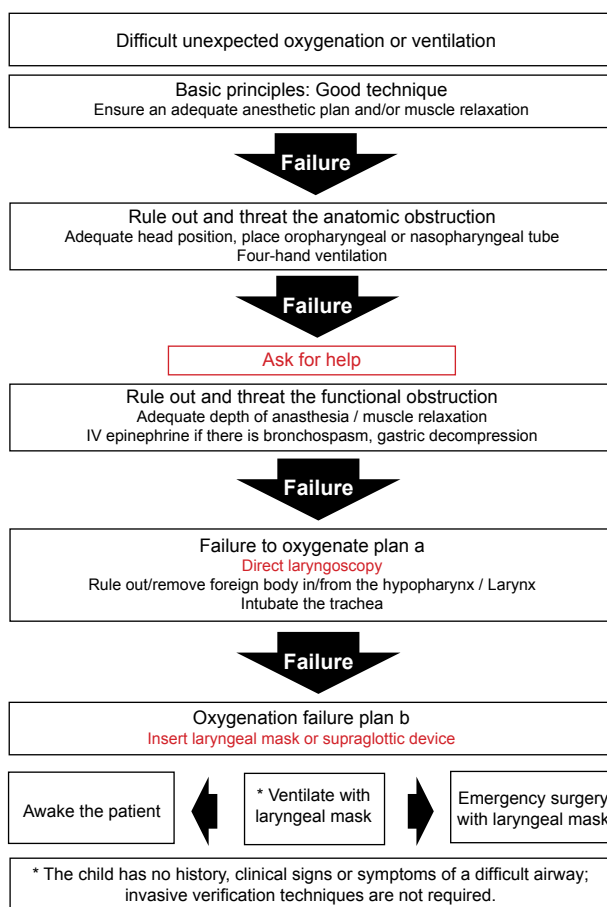 Difficult unexpected oxygenation or ventilation
Basic principles: Good technique
Ensure an adequate anesthetic plan and/or muscle relaxation
Failure
Rule out and threat the anatomic obstruction
Adequate head position, place oropharyngeal or nasopharyngeal tube
Four-hand ventilation
Failure
Ask for help
Rule out and threat the functional obstruction
Adequate depth of anasthesia / muscle relaxation
IV epinephrine if there is bronchospasm, gastric decompression
Failure
Failure to oxygenate plan a
Direct laryngoscopy
Rule out/remove foreign body in/from the hypopharynx / Larynx
Intubate the trachea
Failure
Oxygenation failure plan b
Insert laryngeal mask or supraglottic device
Awake the patient
* Ventilate with
laryngeal mask
Emergency surgery
with laryngeal mask
* The child has no history, clinical signs or symptoms of a difficult airway;
invasive verification techniques are not required.